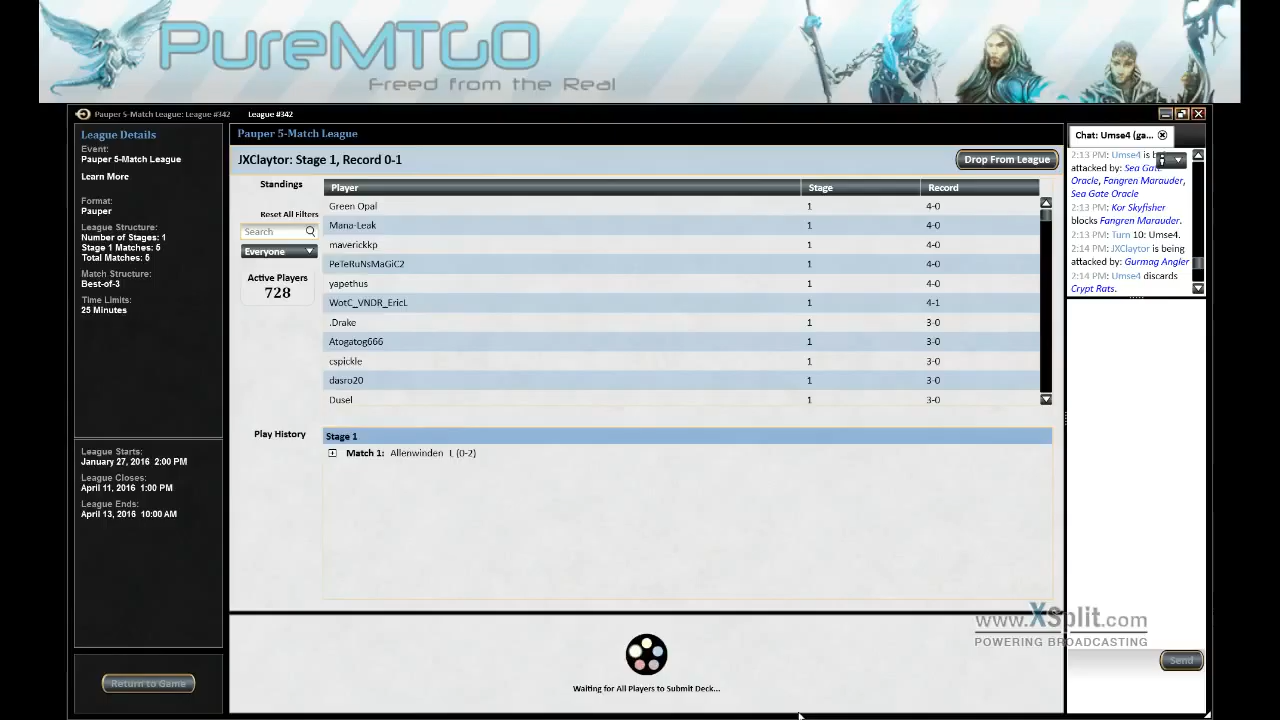 PureMTGO
Freed from the Real
Pauper 5-Match League: League #342
League #342
League Details
Event:
Pauper 5-Match League
Learn More
Format:
Pauper
League Structure:
Number of Stages: 1
Stage 1 Matches: 5
Total Matches: 5
Match Structure:
Best-of-3
Time Limits:
25 Minutes
League Starts:
January 27, 2016 2:00 PM
League Closes:
April 11, 2016 1:00 PM
League Ends:
April 13, 2016 10:00 AM
Return to Game
Pauper 5-Match League
JXClaytor: Stage 1, Record 0-1
Drop From League
Standings
Reset All Filters
Search
Everyone
Active Players
728
Player Stage Record
Green Opal 1 4-0
Mana-Leak 1 4-0
maverickkp 1 4-0
PeTeRuNsMaGiC2 1 4-0
yapethus 1 4-0
WotC_VNDR_EricL 1 4-1
.Drake 1 3-0
Atogatog666 1 3-0
cspickle 1 3-0
dasro20 1 3-0
Dusel 1 3-0
Play History
Stage 1
Match 1: Allenwinden L (0-2)
Waiting for All Players to Submit Deck...
Chat: Umse4 (ga...
2:13 PM: Umse4 is
attacked by: Sea Gate
Oracle, Fangren Marauder,
Sea Gate Oracle
2:13 PM: Kor Skyfisher
blocks Fangren Marauder.
2:13 PM: Turn 10: Umse4.
2:14 PM: JXClaytor is being
attacked by: Gurmag Angler
2:14 PM: Umse4 discards
Crypt Rats.
www.XSplit.com
POWERING BROADCASTING
Send